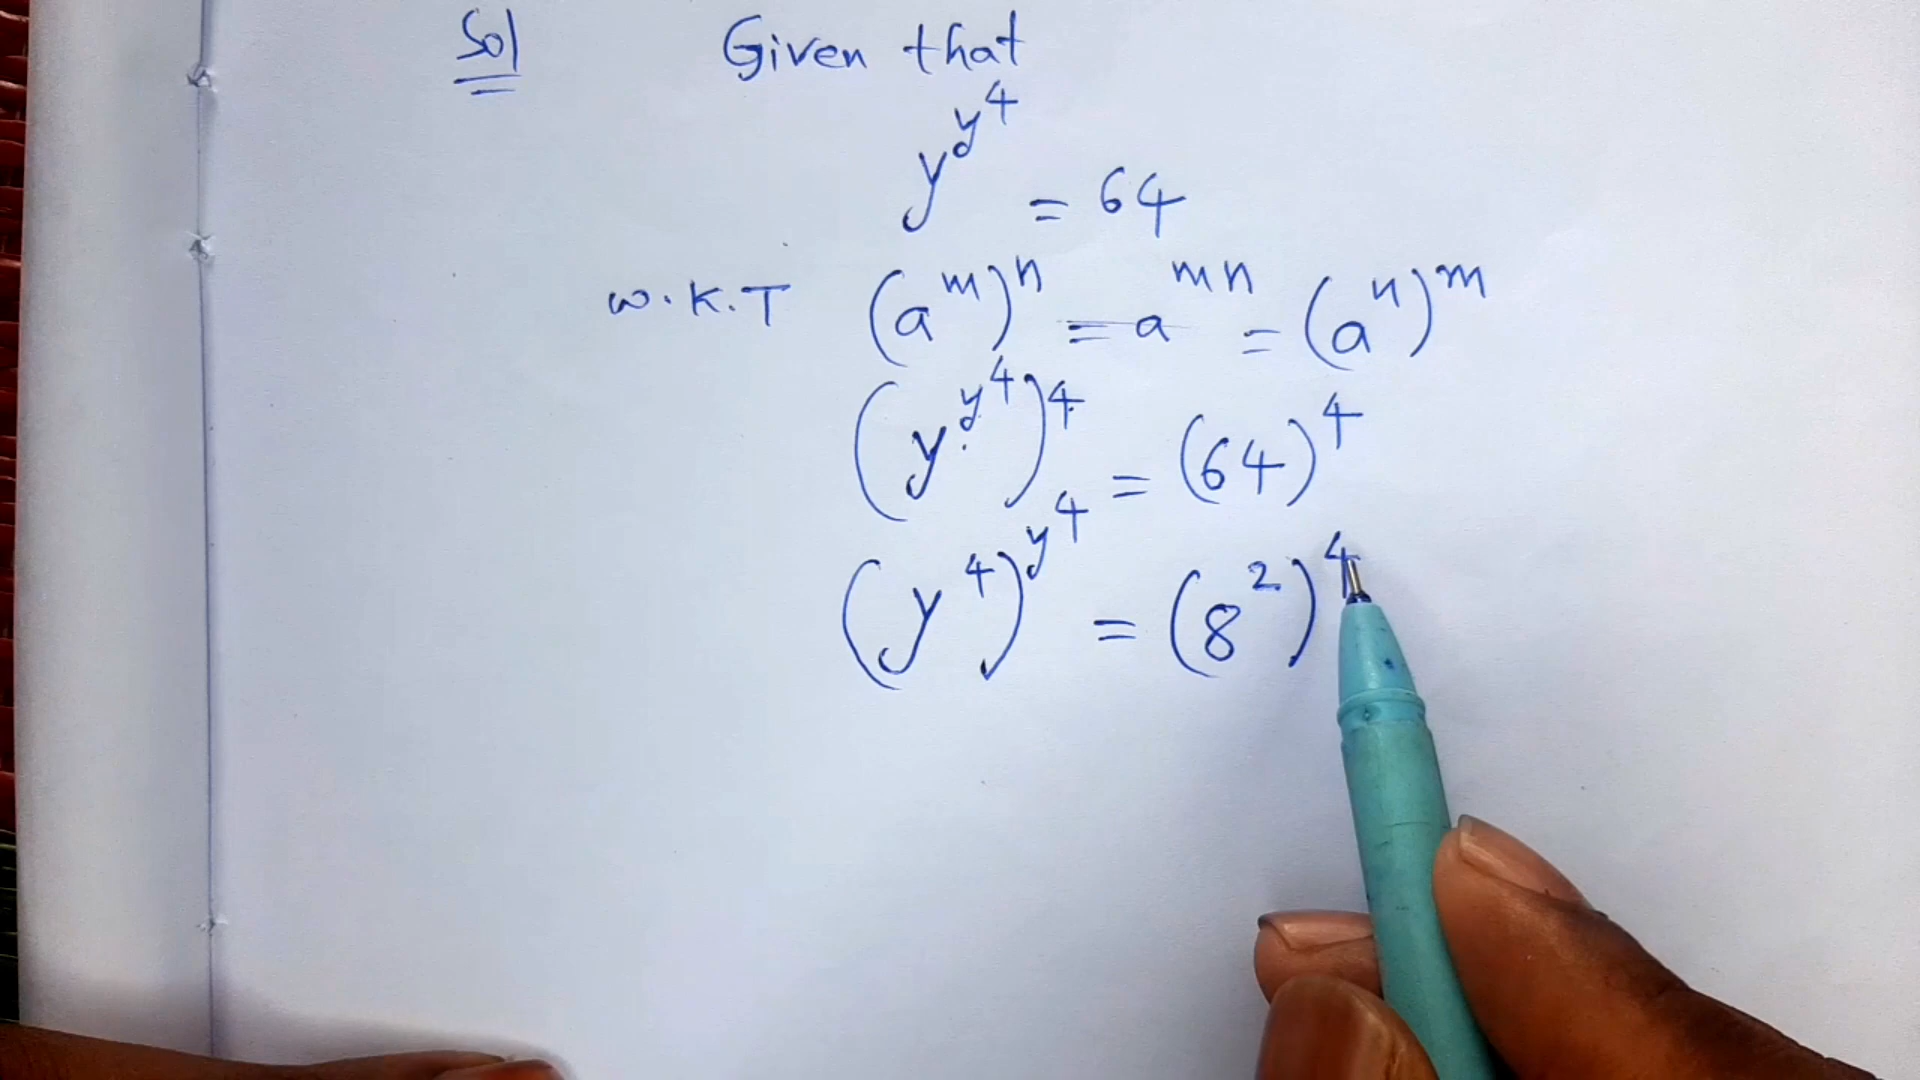 Sol Given that
y^{y^4} = 64
W.K.T (a^m)^n = a^{mn} = (a^n)^m
(y^{y^4})^4 = (64)^4
(y^4)^{y^4} = (8^2)^4